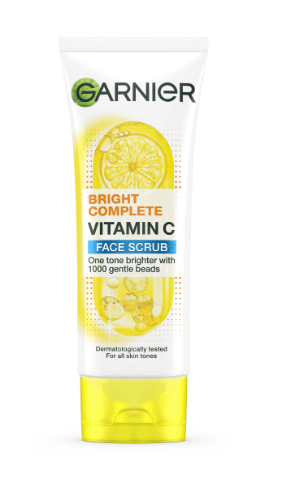 GARNIER
BRIGHT
COMPLETE
VITAMIN C
FACE SCRUB
One tone brighter with
1000 gentle beads
Dermatologically tested
For all skin tones